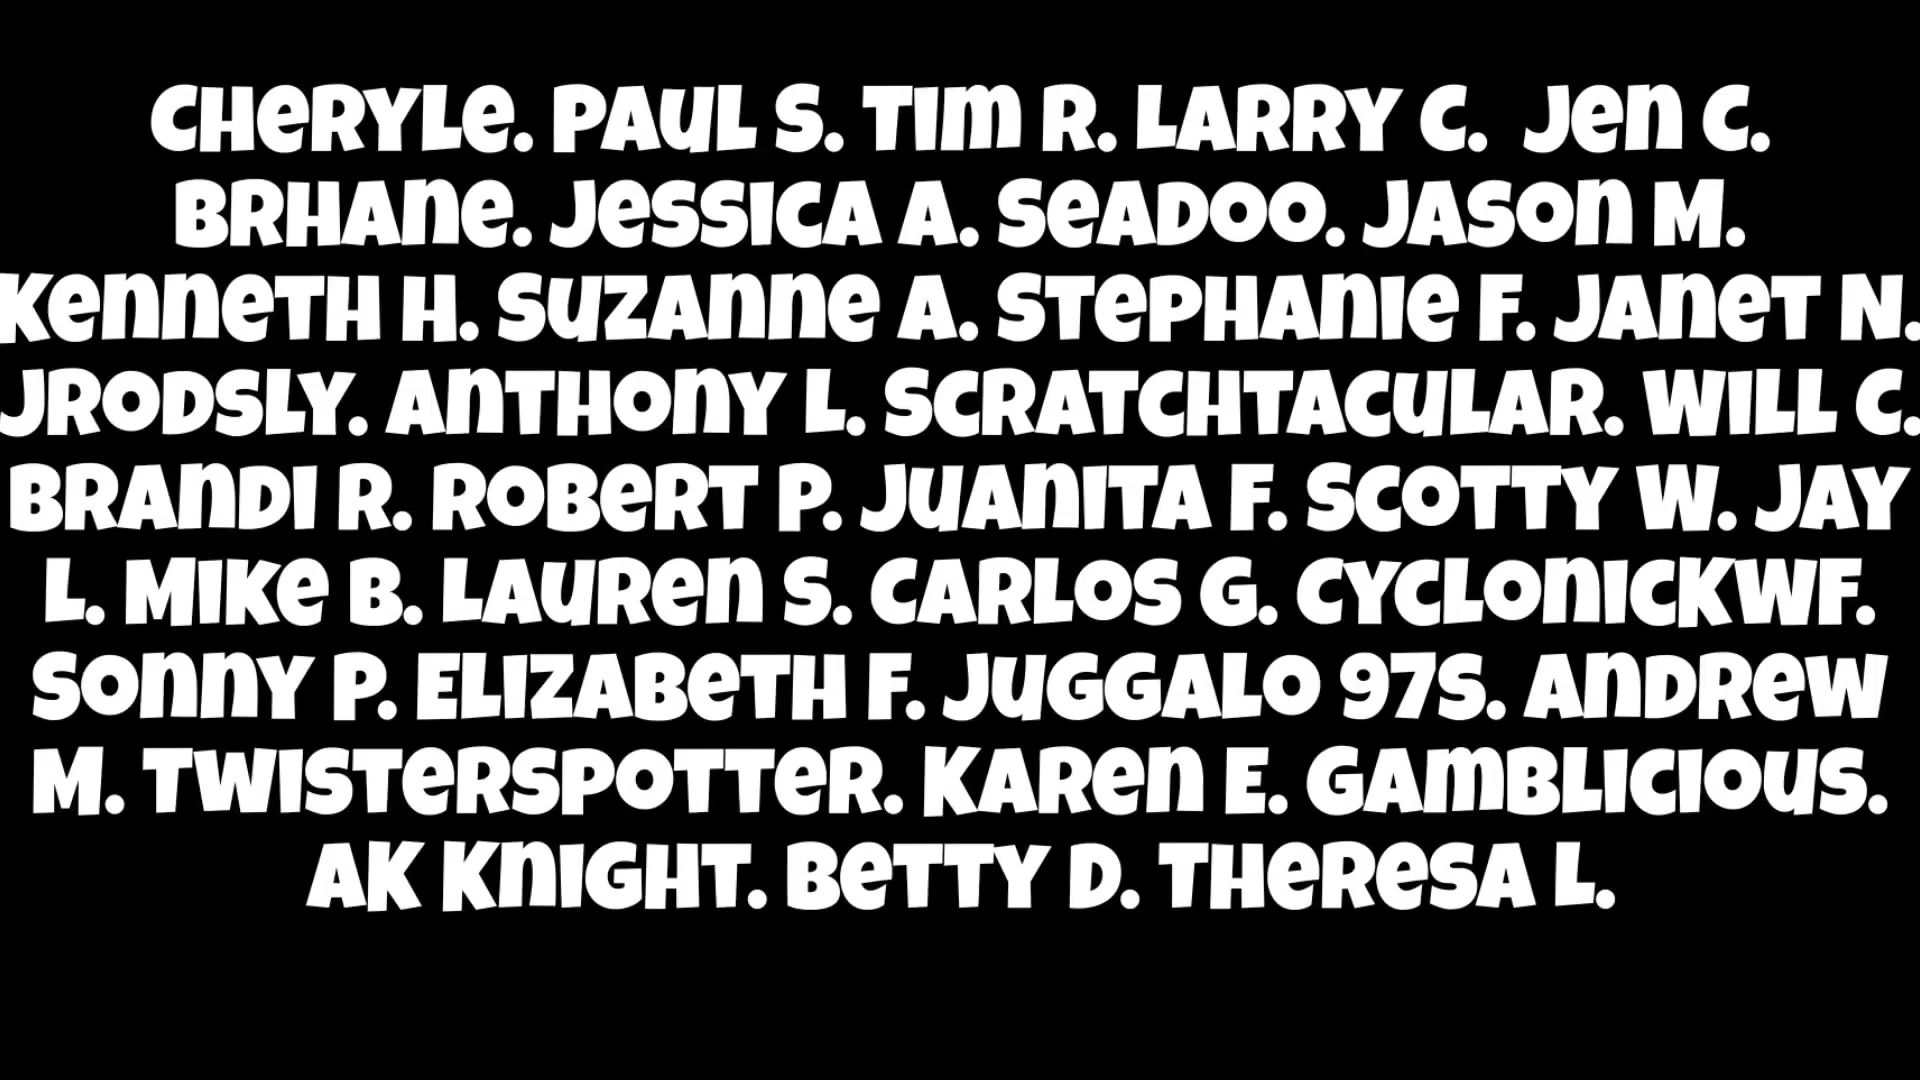 CHERYLE. PAUL S. TIM R. LARRY C. JEN C.
BRHANE. JESSICA A. SEADOO. JASON M.
KENNETH H. SUZANNE A. STEPHANIE F. JANET N.
JRODSLY. ANTHONY L. SCRATCHTACULAR. WILL C.
BRANDI R. ROBERT P. JUANITA F. SCOTTY W. JAY
L. MIKE B. LAUREN S. CARLOS G. CYCLONICKWF.
SONNY P. ELIZABETH F. JUGGALO 97S. ANDREW
M. TWISTERSPOTTER. KAREN E. GAMBLICIOUS.
AK KNIGHT. BETTY D. THERESA L.